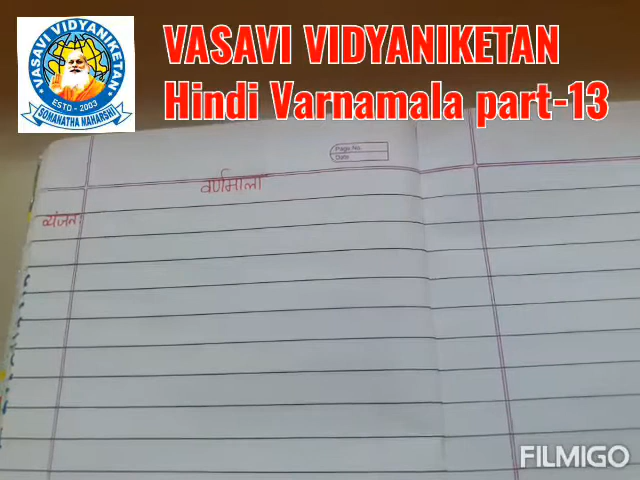 VASAVI VIDYANIKETAN
ESTD - 2003
SOMANATHA MAHARSHI
VASAVI VIDYANIKETAN
Hindi Varnamala part-13
Page No.
Date
वर्णमाला
व्यंजन:
FILMIGO